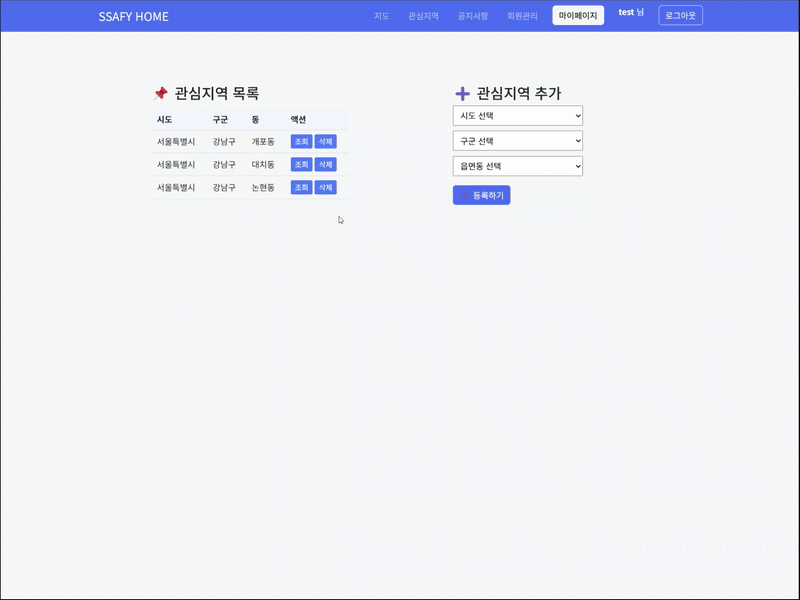 SSAFY HOME 지도 관심지역 공지사항 회원관리 마이페이지 test 님 로그아웃
관심지역 목록
시도 구군 동 액션
서울특별시 강남구 개포동 조회 삭제
서울특별시 강남구 대치동 조회 삭제
서울특별시 강남구 논현동 조회 삭제
관심지역 추가
시도 선택
구군 선택
읍면동 선택
등록하기